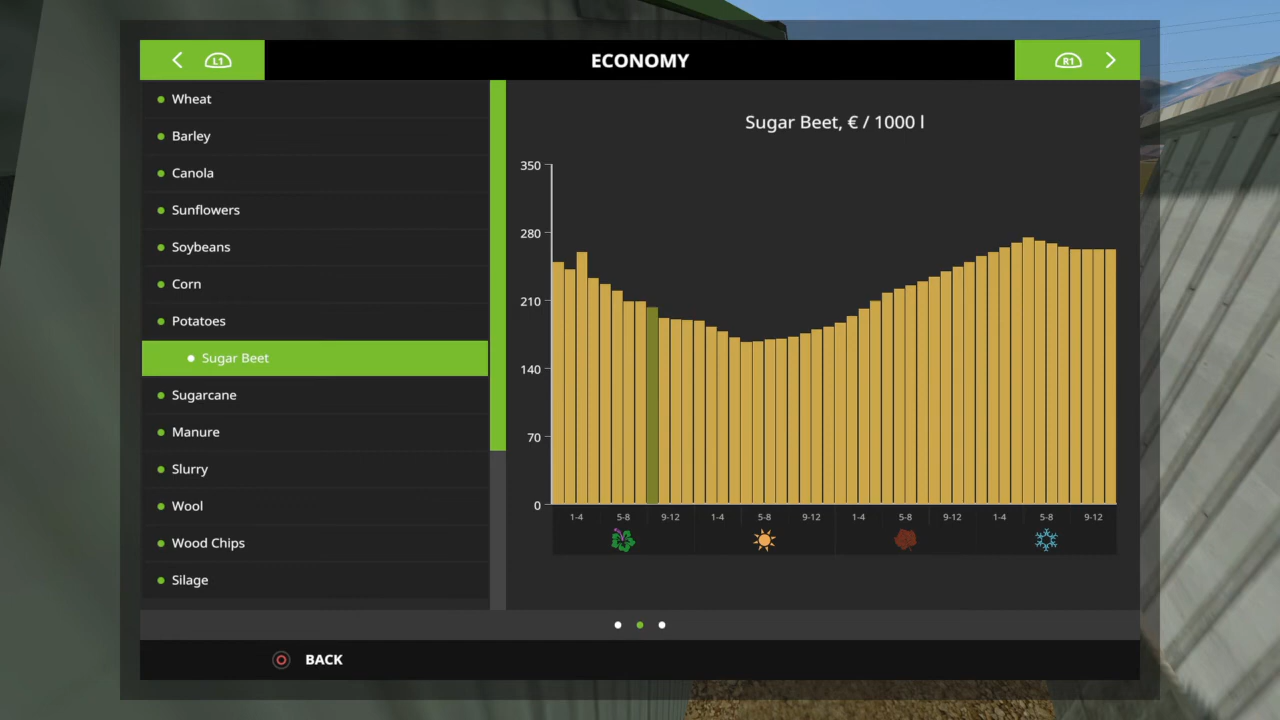 L1
ECONOMY
R1
Wheat
Barley
Canola
Sunflowers
Soybeans
Corn
Potatoes
Sugar Beet
Sugarcane
Manure
Slurry
Wool
Wood Chips
Silage
Sugar Beet, € / 1000 l
350
280
210
140
70
0
1-4 5-8 9-12 1-4 5-8 9-12 1-4 5-8 9-12 1-4 5-8 9-12
BACK